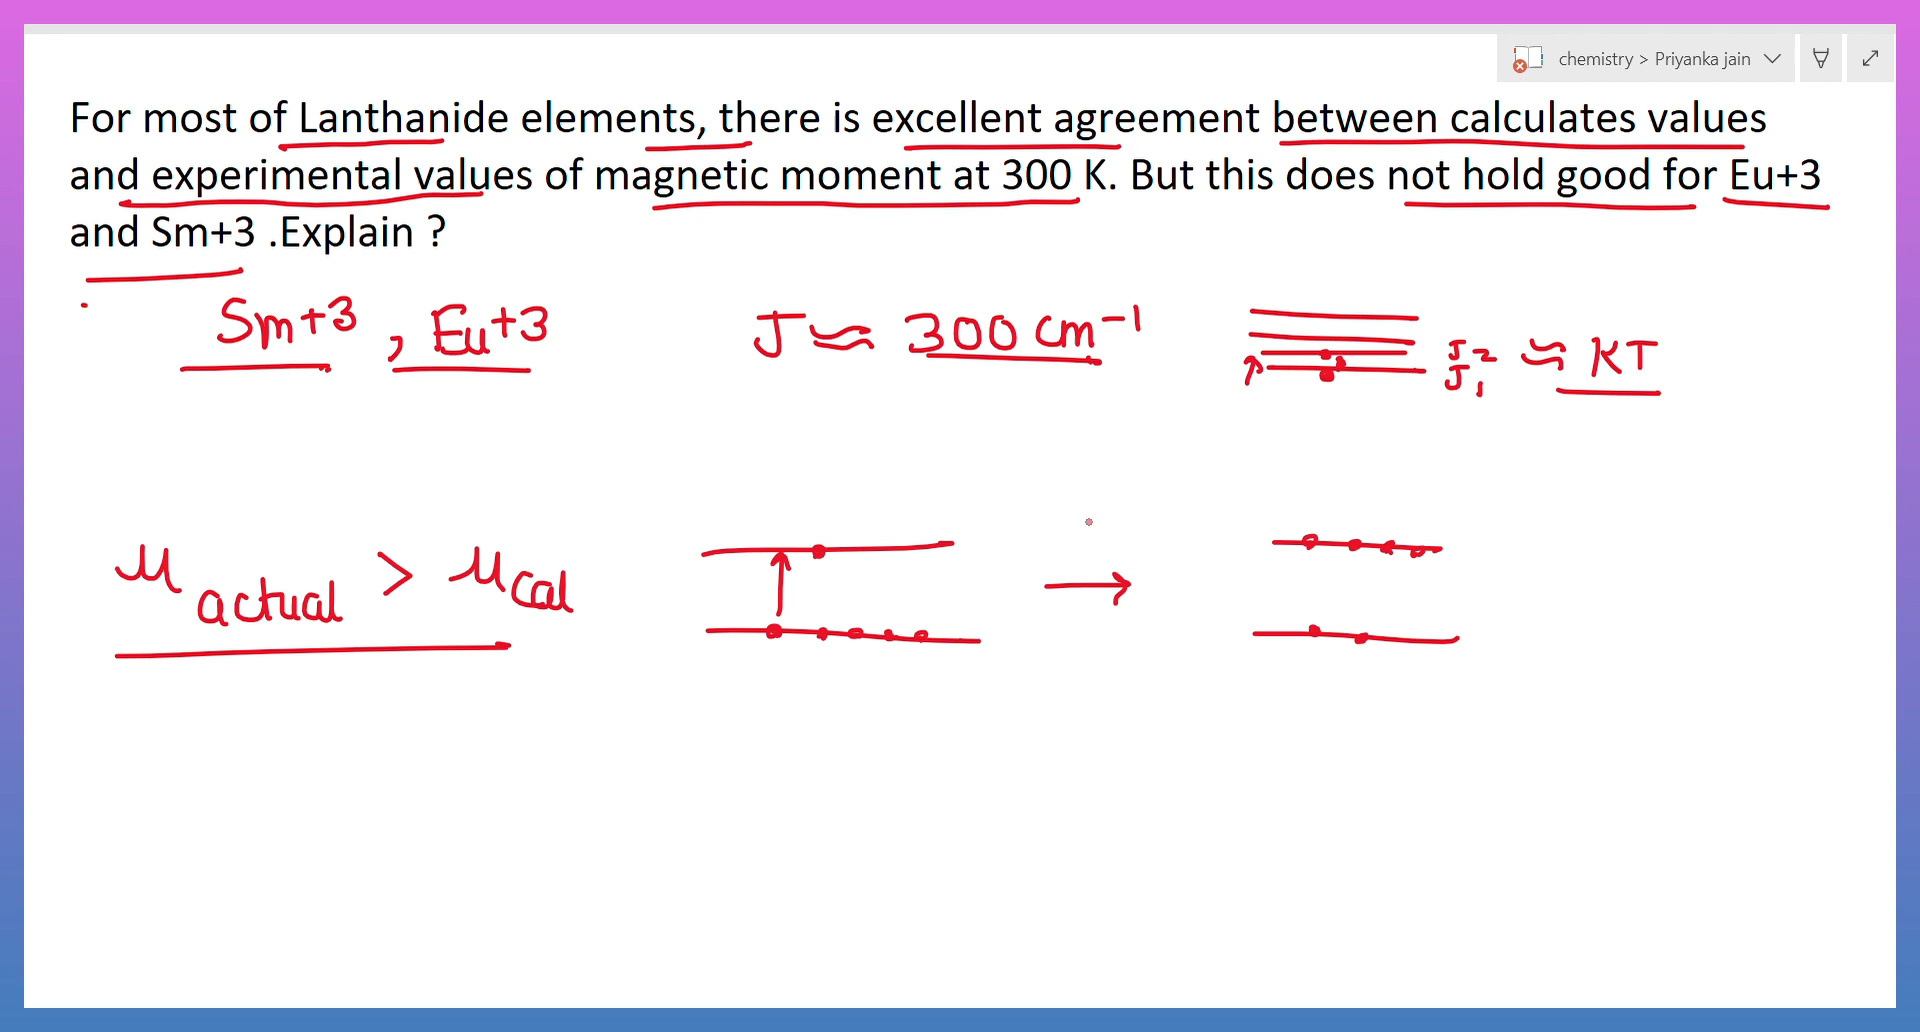 chemistry > Priyanka jain
For most of Lanthanide elements, there is excellent agreement between calculates values
and experimental values of magnetic moment at 300 K. But this does not hold good for Eu+3
and Sm+3 .Explain ?
Sm+3 , Eu+3 J ≈ 300 cm⁻¹ J₂ J₁ ≈ KT
μ actual > μ cal